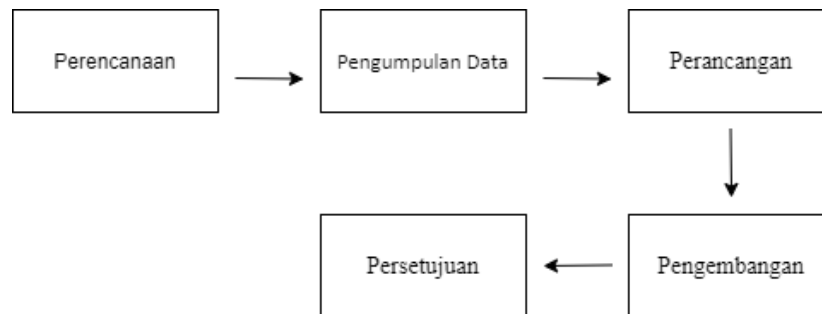 Perencanaan
Pengumpulan Data
Perancangan
Pengembangan
Persetujuan